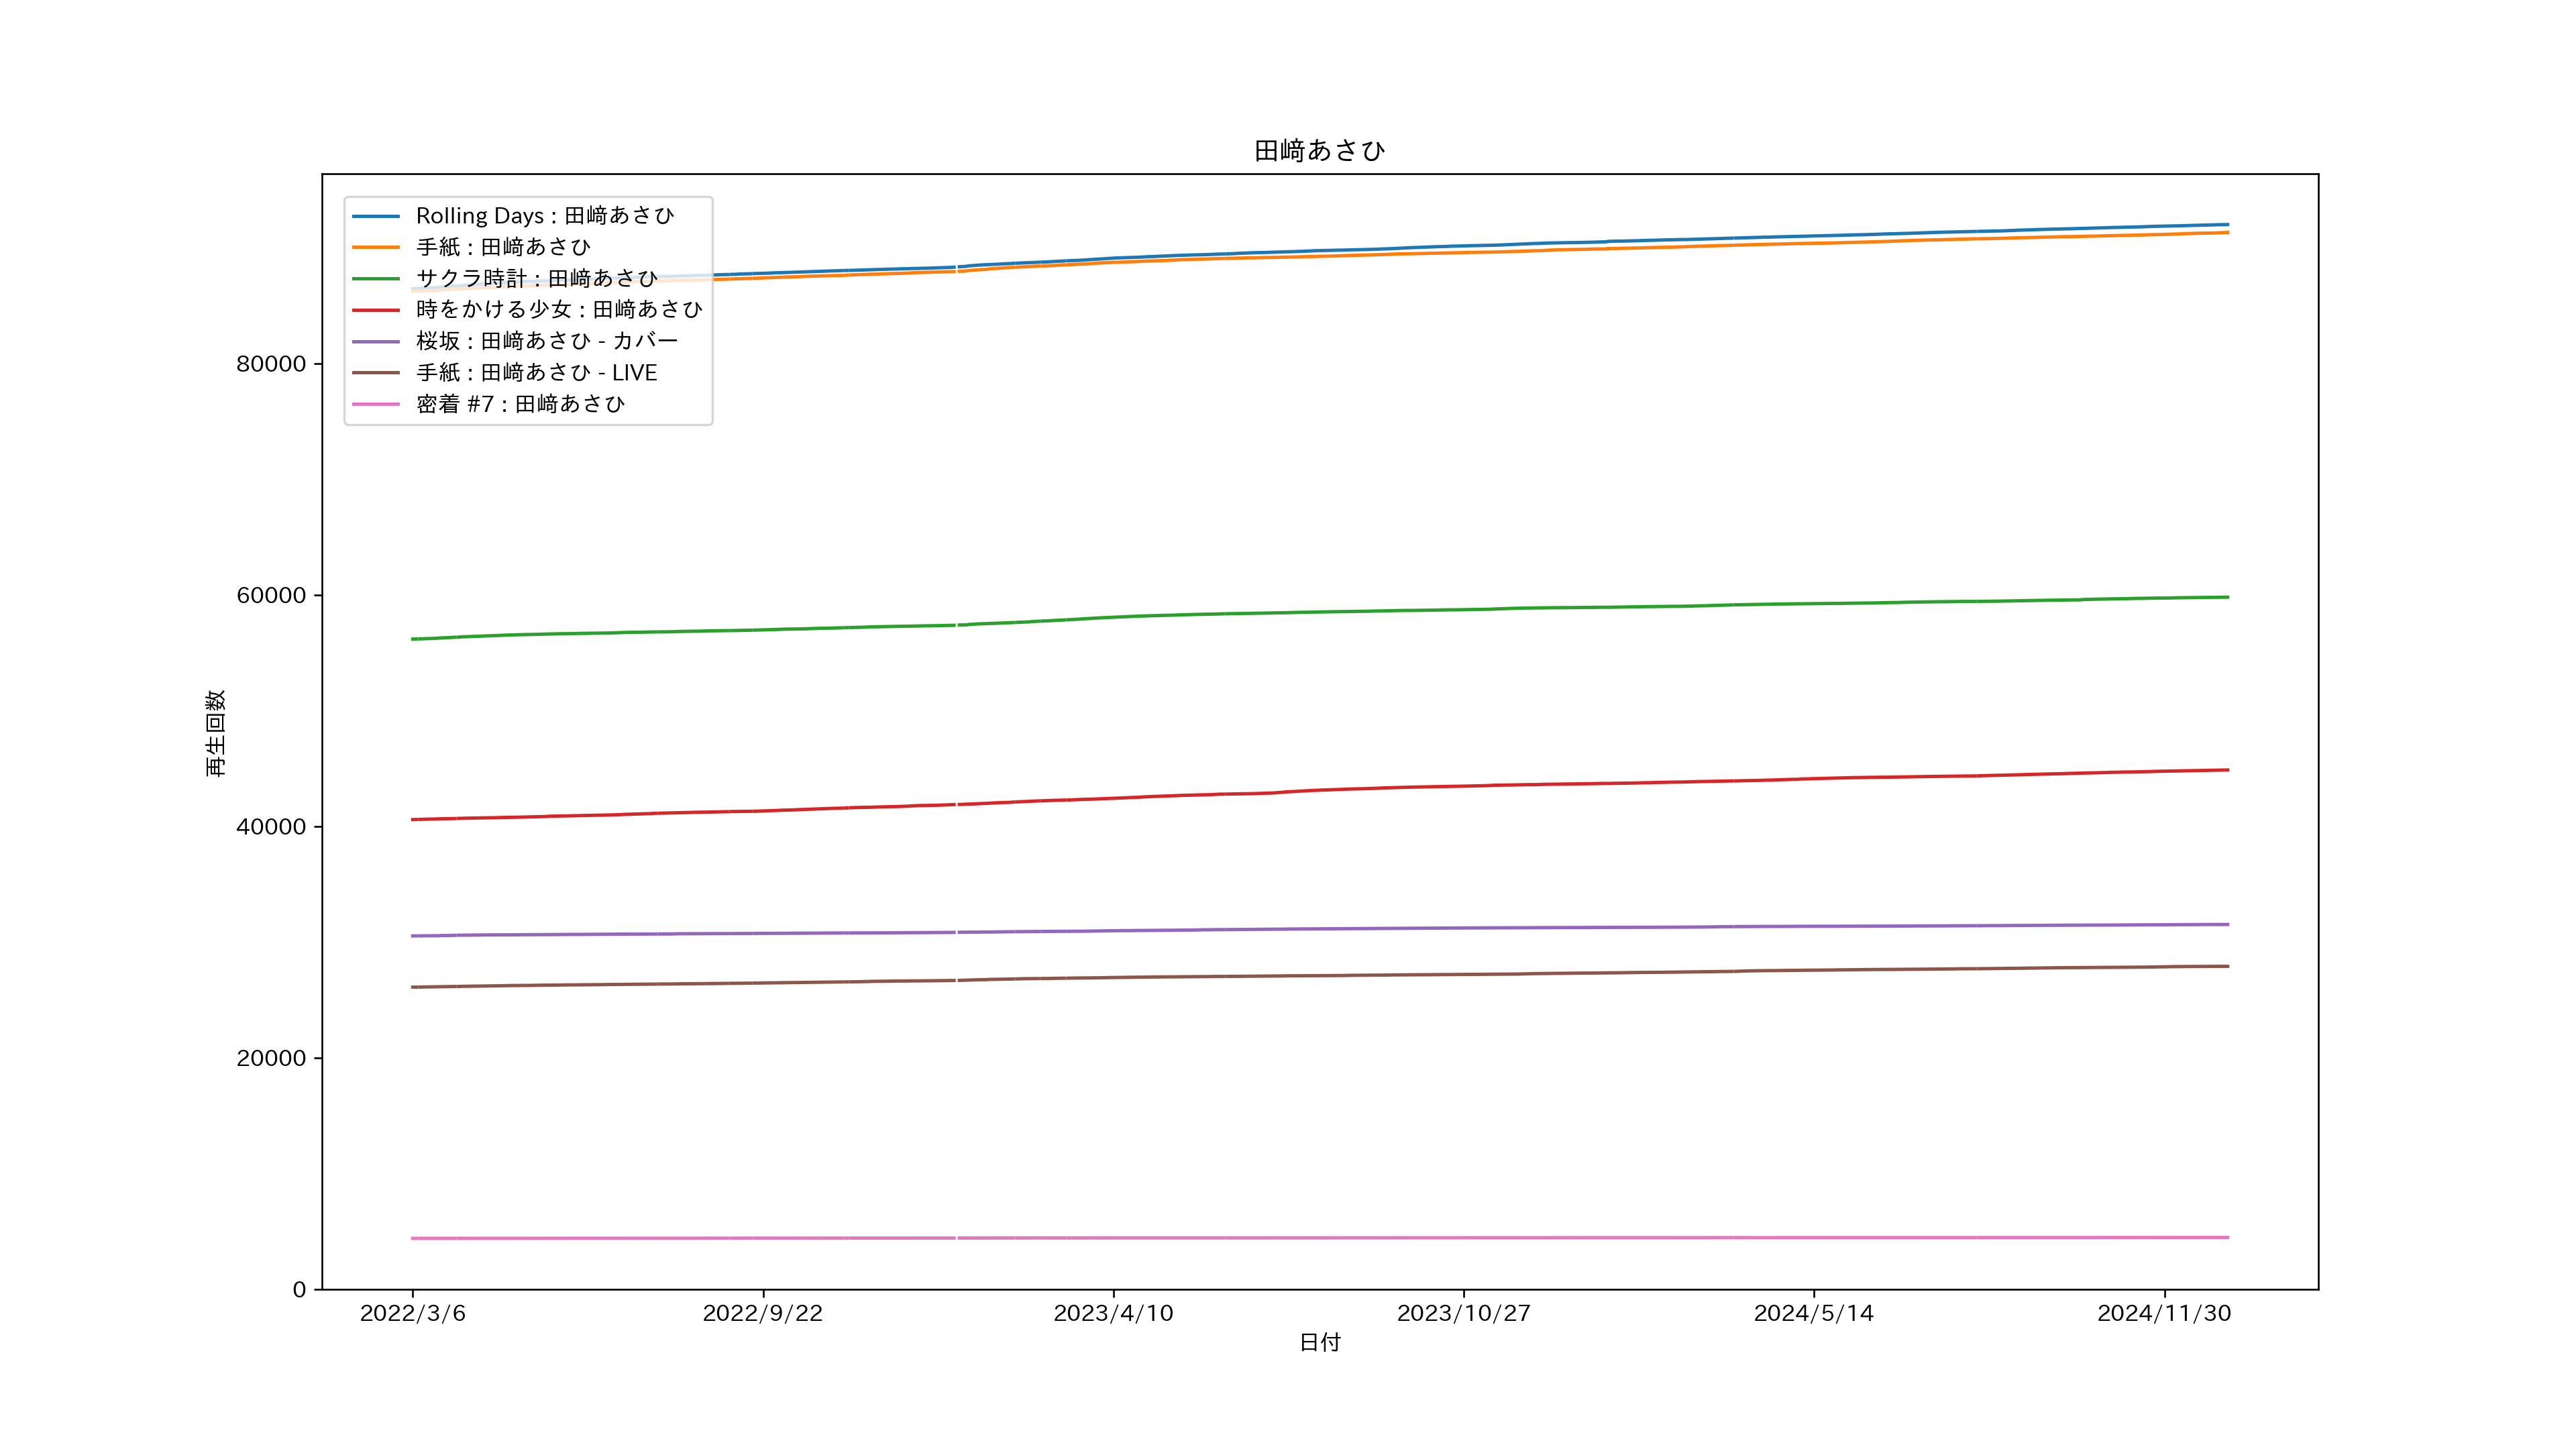 田﨑あさひ
Rolling Days : 田﨑あさひ
手紙 : 田﨑あさひ
サクラ時計 : 田﨑あさひ
時をかける少女 : 田﨑あさひ
桜坂 : 田﨑あさひ - カバー
手紙 : 田﨑あさひ - LIVE
密着 #7 : 田﨑あさひ
80000
60000
40000
20000
0
再生回数
2022/3/6 2022/9/22 2023/4/10 2023/10/27 2024/5/14 2024/11/30
日付